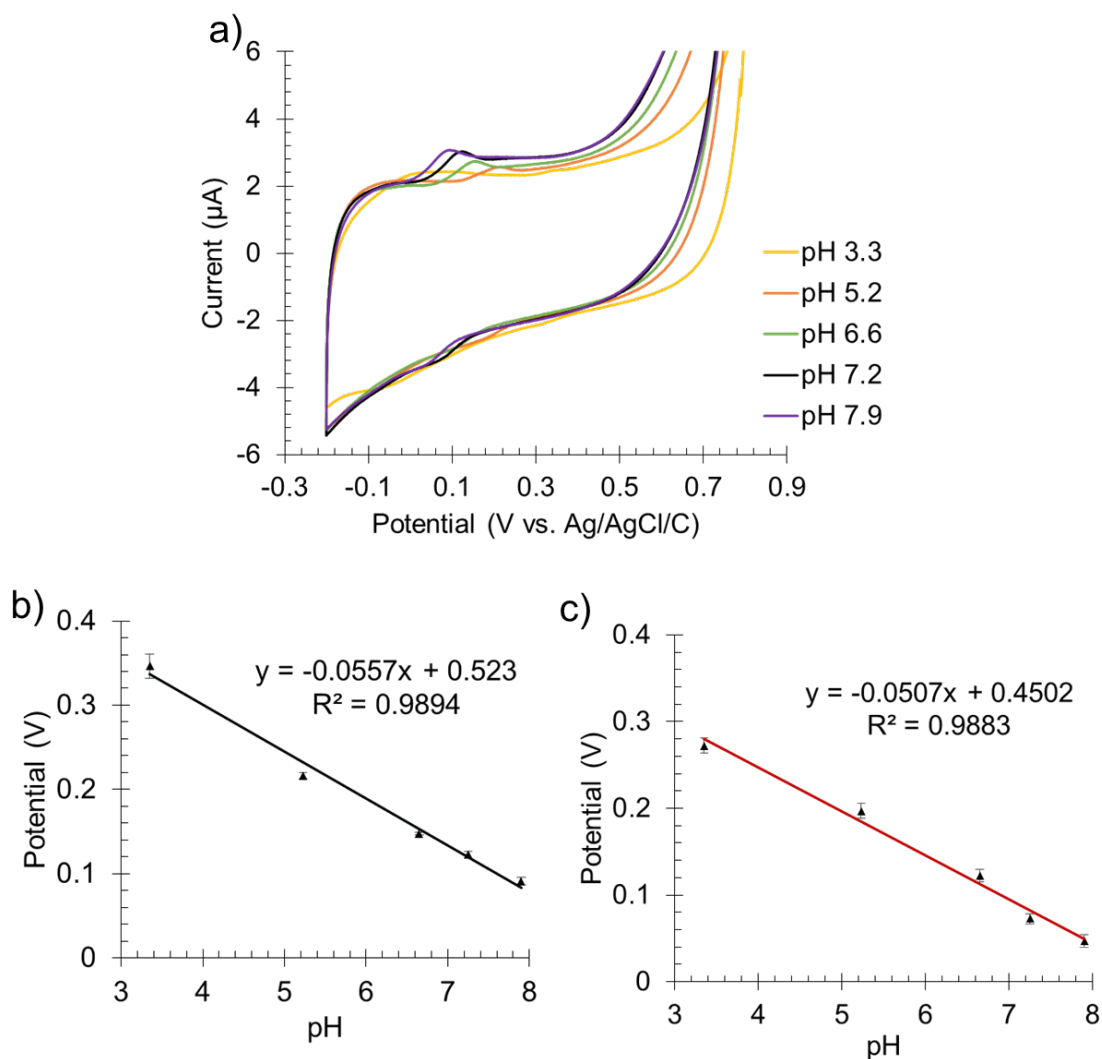 a)
6
4
2
0
-2
-4
-6
Current (µA)
-0.3 -0.1 0.1 0.3 0.5 0.7 0.9
Potential (V vs. Ag/AgCl/C)
pH 3.3
pH 5.2
pH 6.6
pH 7.2
pH 7.9
b)
0.4
0.3
0.2
0.1
0
Potential (V)
y = -0.0557x + 0.523
R² = 0.9894
3 4 5 6 7 8
pH
c)
0.4
0.3
0.2
0.1
0
Potential (V)
y = -0.0507x + 0.4502
R² = 0.9883
3 4 5 6 7 8
pH